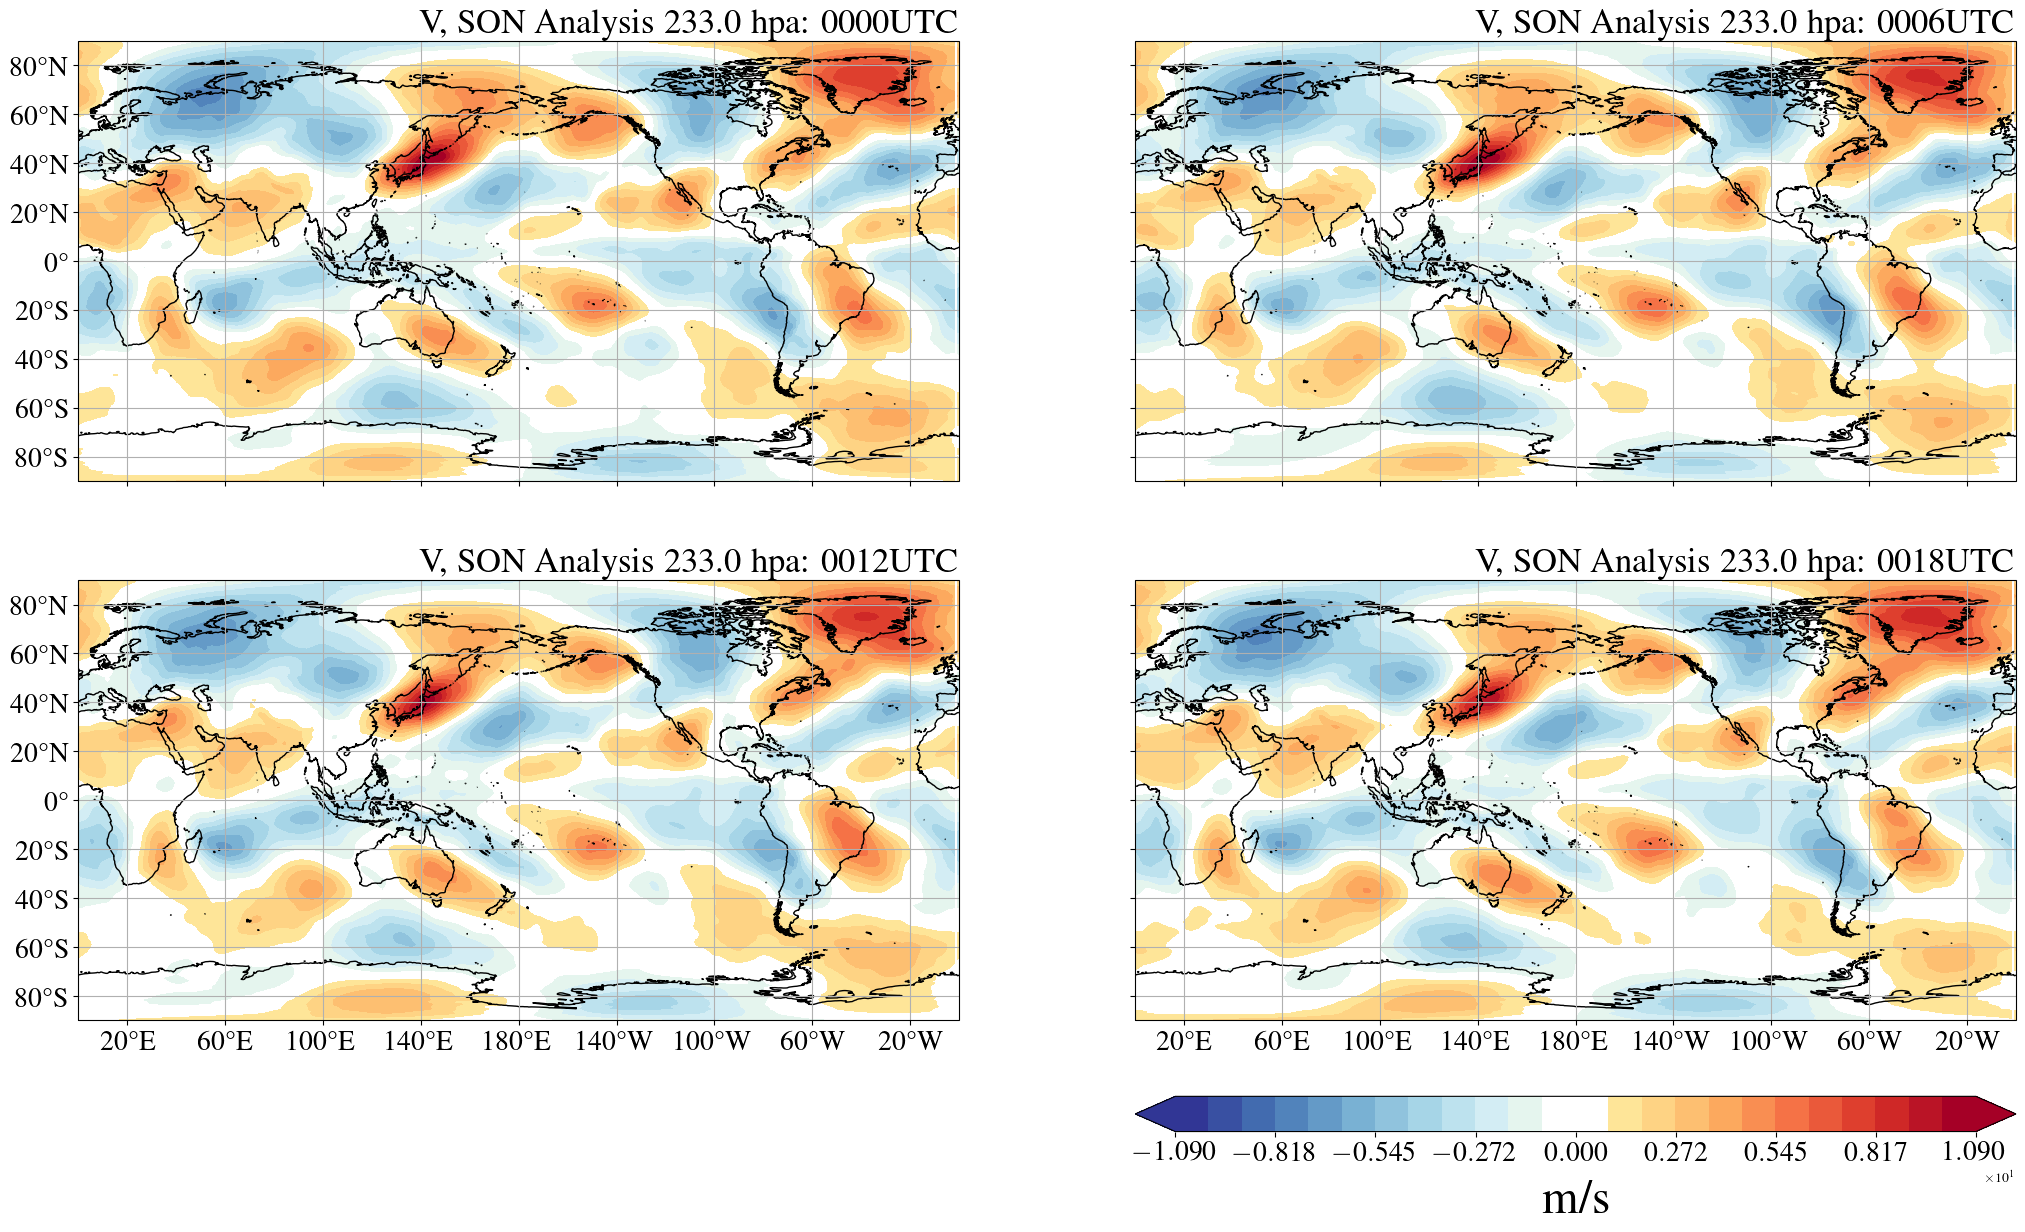 V, SON Analysis 233.0 hpa: 0000UTC
V, SON Analysis 233.0 hpa: 0006UTC
80°N
60°N
40°N
20°N
0°
20°S
40°S
60°S
80°S
V, SON Analysis 233.0 hpa: 0012UTC
V, SON Analysis 233.0 hpa: 0018UTC
80°N
60°N
40°N
20°N
0°
20°S
40°S
60°S
80°S
20°E 60°E 100°E 140°E 180°E 140°W 100°W 60°W 20°W
20°E 60°E 100°E 140°E 180°E 140°W 100°W 60°W 20°W
−1.090 −0.818 −0.545 −0.272 0.000 0.272 0.545 0.817 1.090
×10¹
m/s